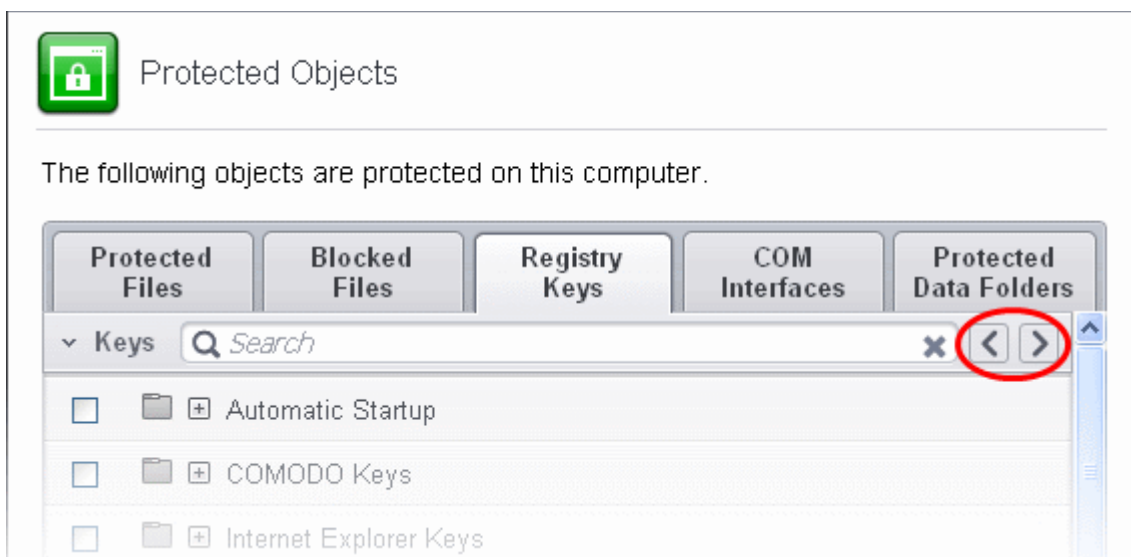 Protected Objects
The following objects are protected on this computer.
Protected Files
Blocked Files
Registry Keys
COM Interfaces
Protected Data Folders
Keys Search
Automatic Startup
COMODO Keys
Internet Explorer Keys